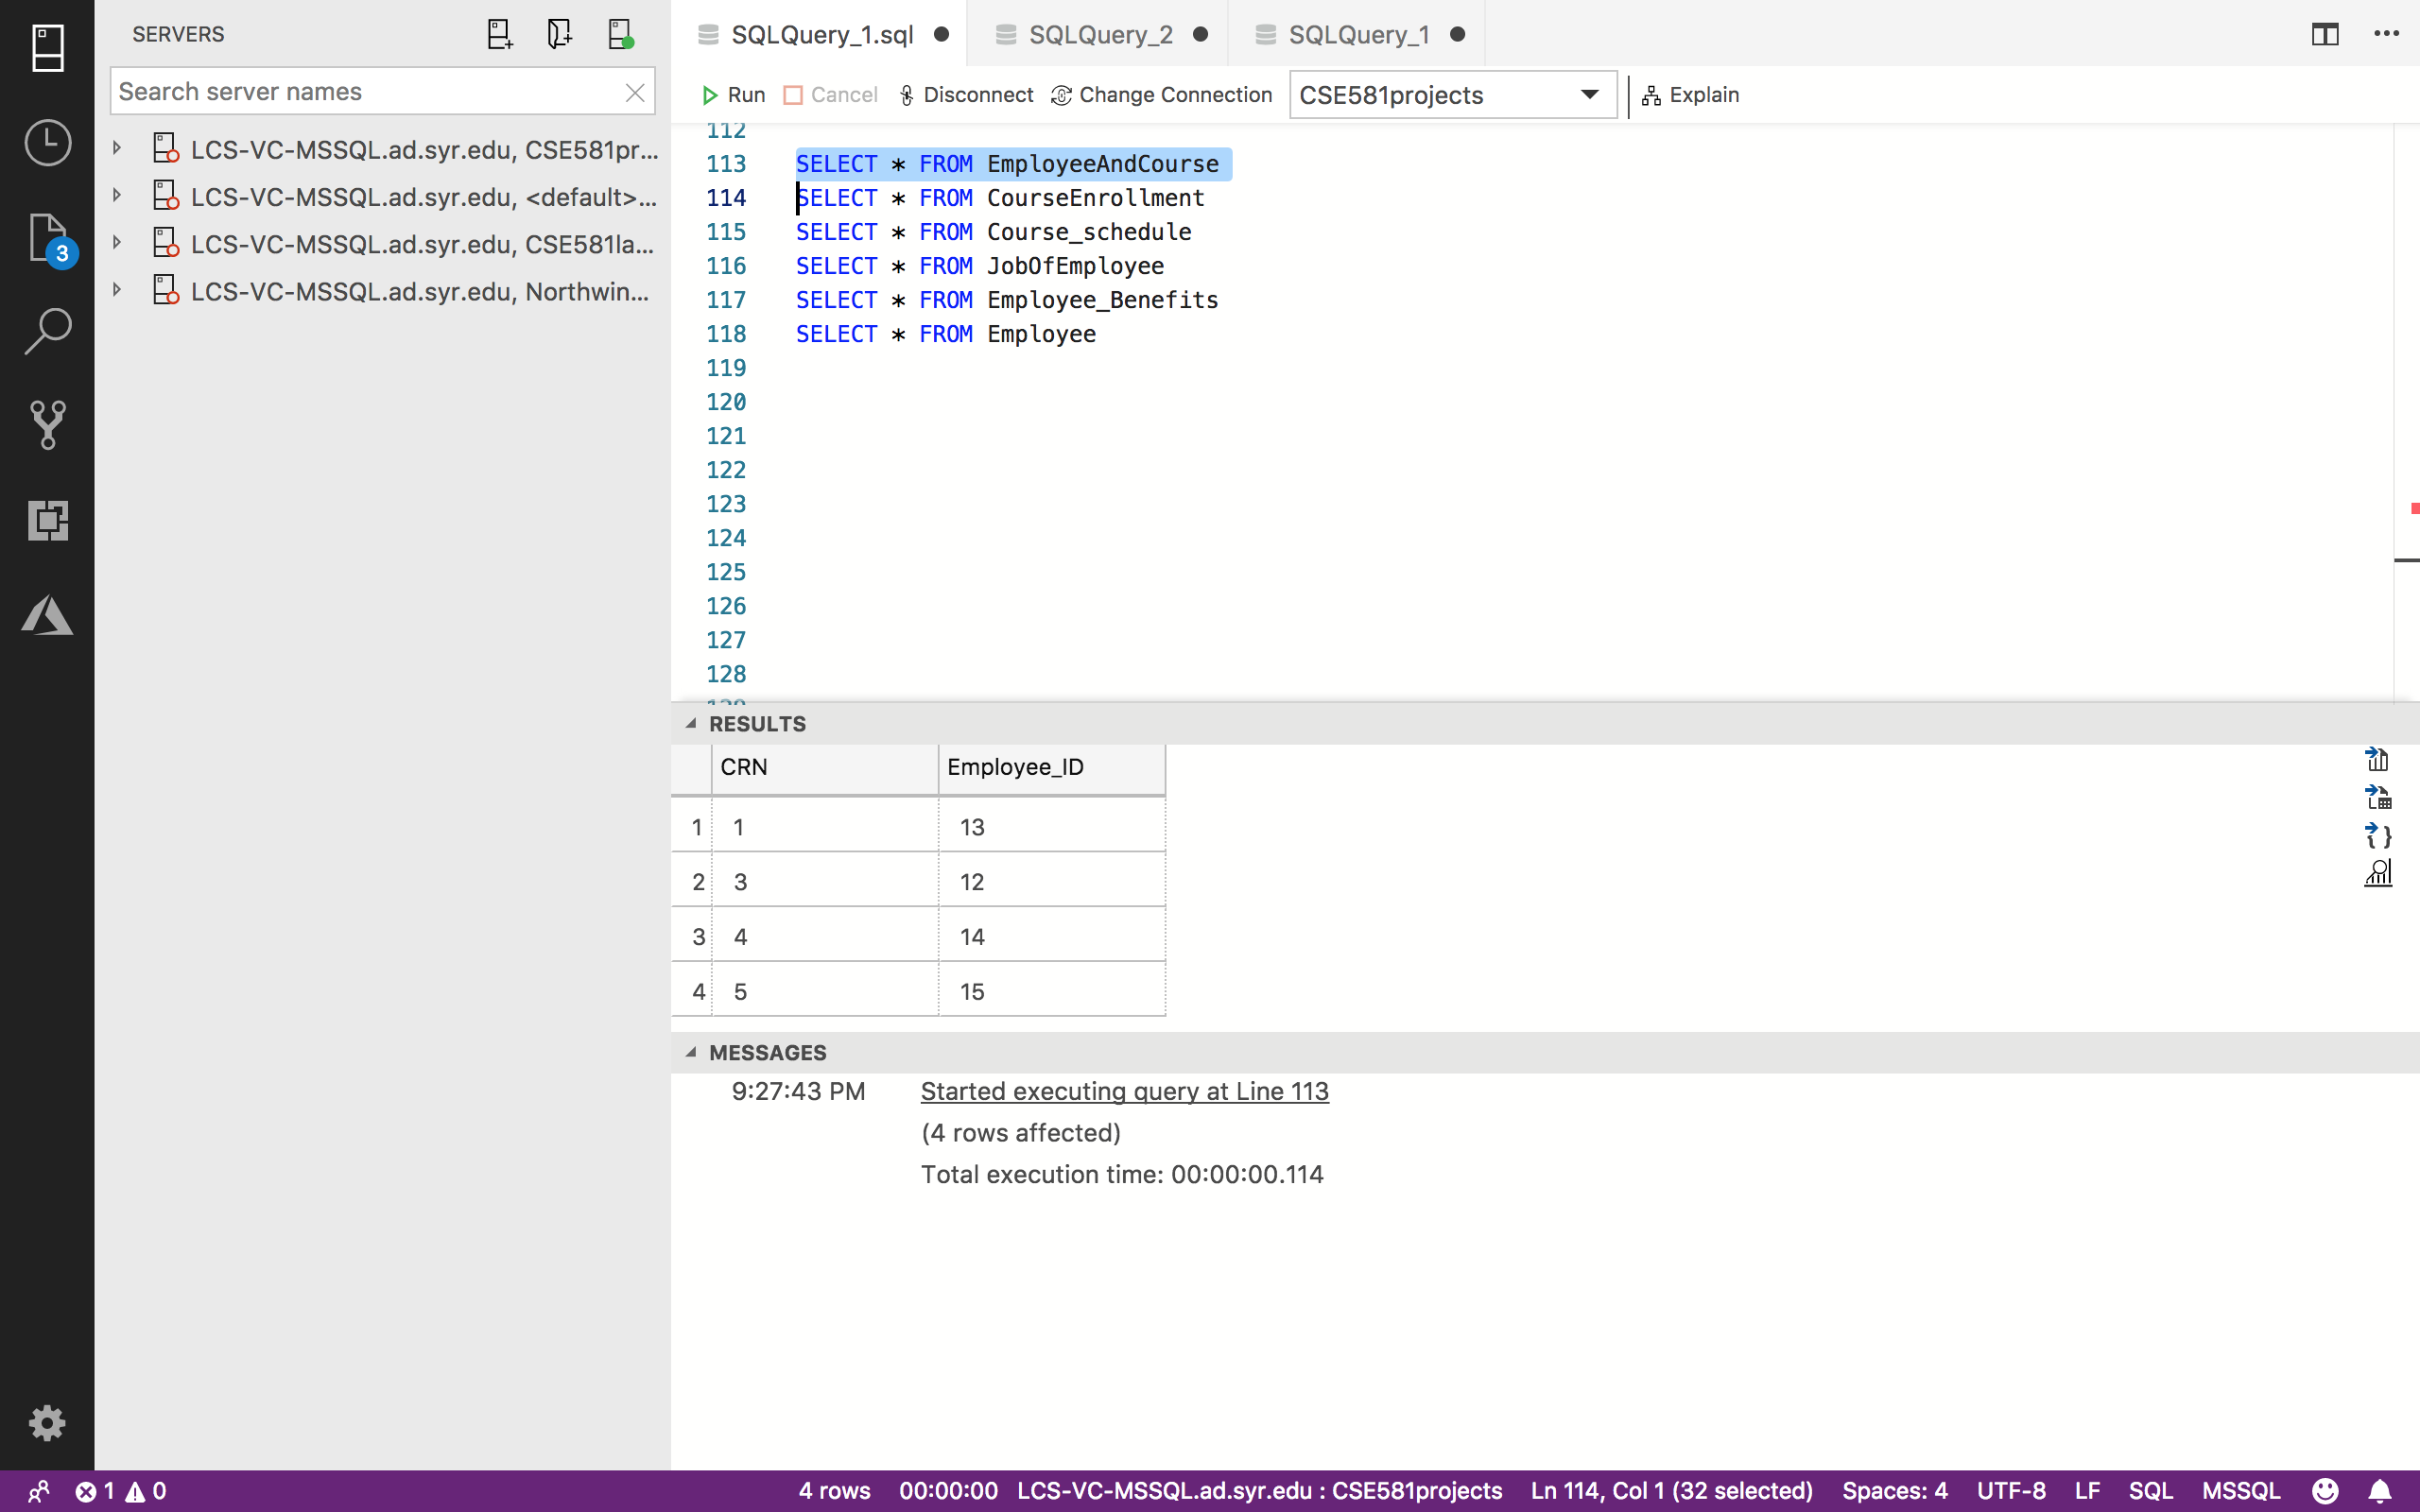 SERVERS
Search server names
LCS-VC-MSSQL.ad.syr.edu, CSE581pr...
LCS-VC-MSSQL.ad.syr.edu, <default>...
LCS-VC-MSSQL.ad.syr.edu, CSE581la...
LCS-VC-MSSQL.ad.syr.edu, Northwin...
3
SQLQuery_1.sql SQLQuery_2 SQLQuery_1
Run Cancel Disconnect Change Connection CSE581projects Explain
112
113 SELECT * FROM EmployeeAndCourse
114 SELECT * FROM CourseEnrollment
115 SELECT * FROM Course_schedule
116 SELECT * FROM JobOfEmployee
117 SELECT * FROM Employee_Benefits
118 SELECT * FROM Employee
119
120
121
122
123
124
125
126
127
128
129
RESULTS
CRN Employee_ID
1 1 13
2 3 12
3 4 14
4 5 15
MESSAGES
9:27:43 PM Started executing query at Line 113
(4 rows affected)
Total execution time: 00:00:00.114
1 0 4 rows 00:00:00 LCS-VC-MSSQL.ad.syr.edu : CSE581projects Ln 114, Col 1 (32 selected) Spaces: 4 UTF-8 LF SQL MSSQL